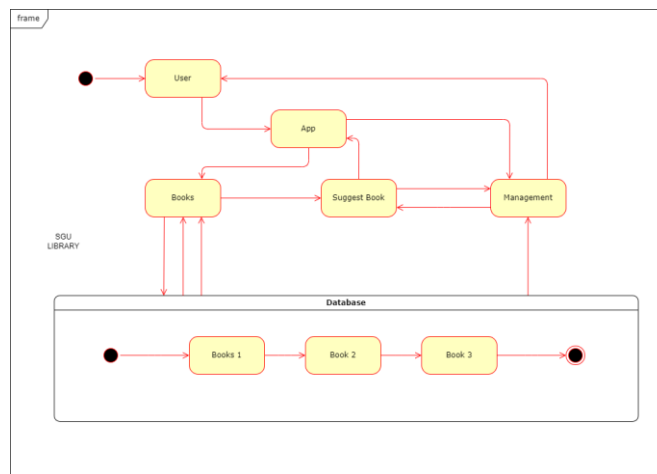 frame
User
App
Books
Suggest Book
Management
SGU
LIBRARY
Database
Books 1
Book 2
Book 3